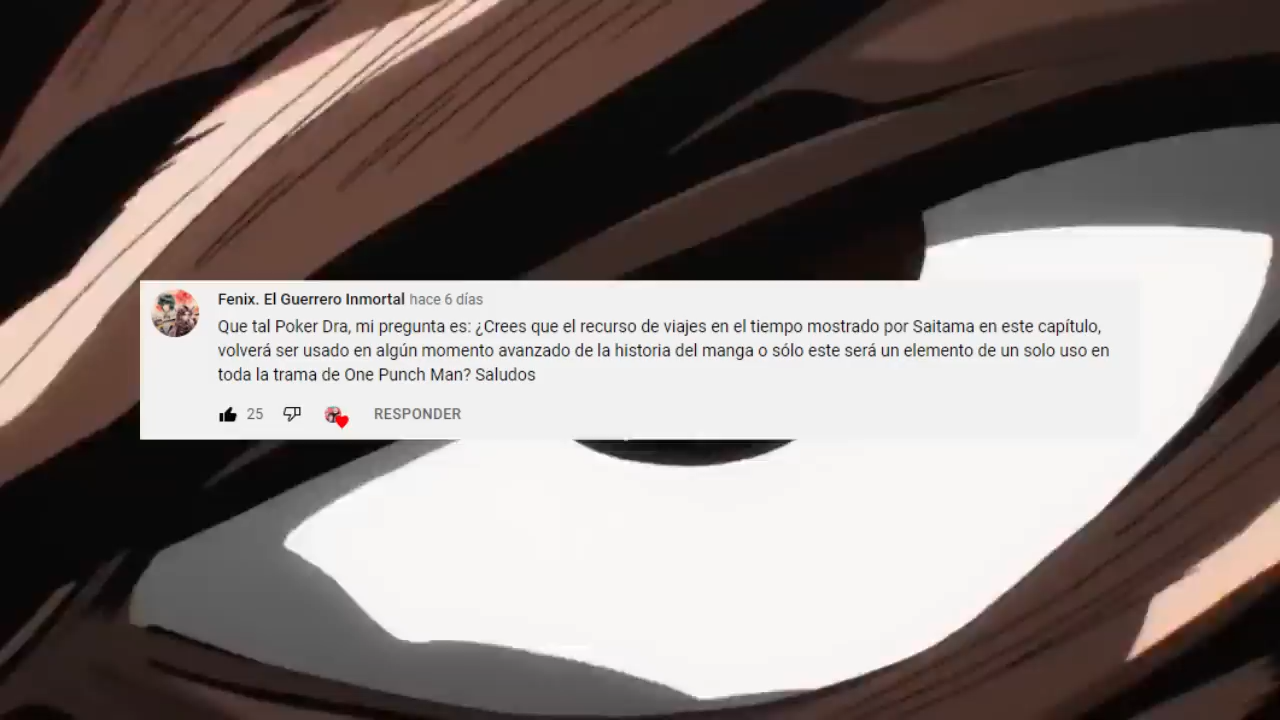 Fenix. El Guerrero Inmortal hace 6 días
Que tal Poker Dra, mi pregunta es: ¿Crees que el recurso de viajes en el tiempo mostrado por Saitama en este capítulo,
volverá ser usado en algún momento avanzado de la historia del manga o sólo este será un elemento de un solo uso en
toda la trama de One Punch Man? Saludos
25 RESPONDER